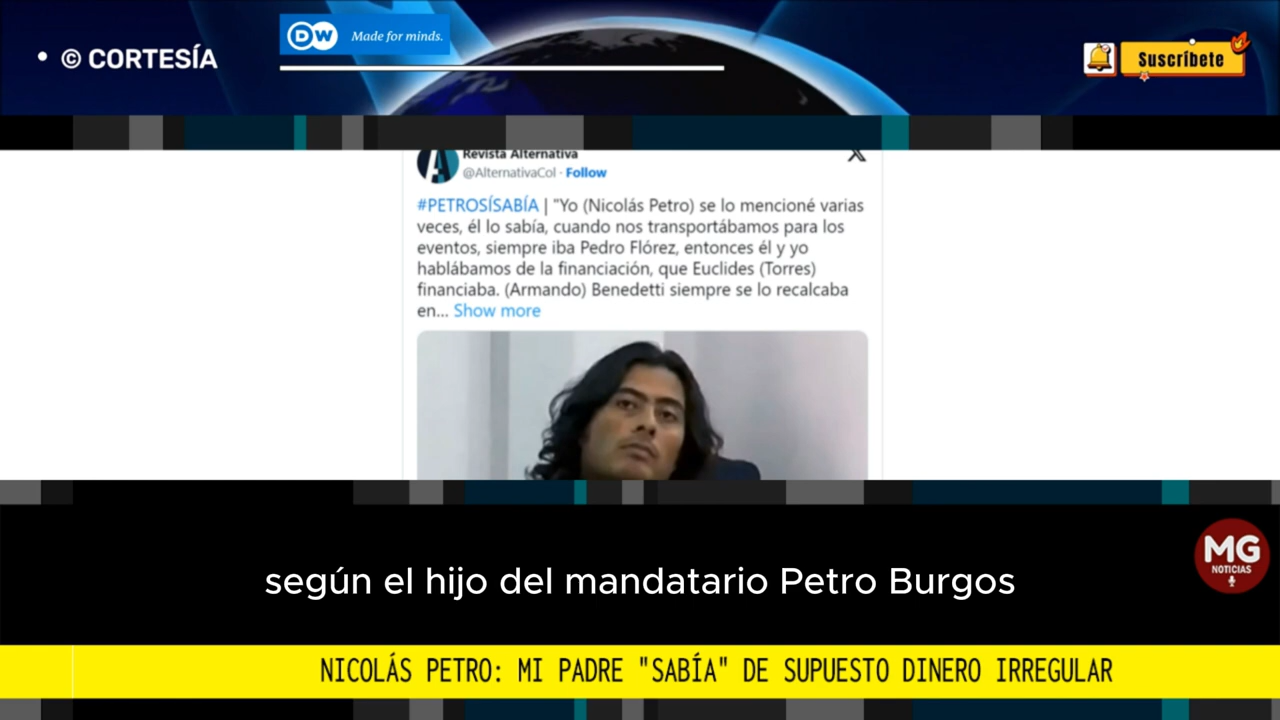 • © CORTESÍA
DW Made for minds.
Suscríbete
Revista Alternativa
@AlternativaCol · Follow
#PETROSÍSABÍA | "Yo (Nicolás Petro) se lo mencioné varias
veces, él lo sabía, cuando nos transportábamos para los
eventos, siempre iba Pedro Flórez, entonces él y yo
hablábamos de la financiación, que Euclides (Torres)
financiaba. (Armando) Benedetti siempre se lo recalcaba
en... Show more
MG
NOTICIAS
según el hijo del mandatario Petro Burgos
NICOLÁS PETRO: MI PADRE "SABÍA" DE SUPUESTO DINERO IRREGULAR